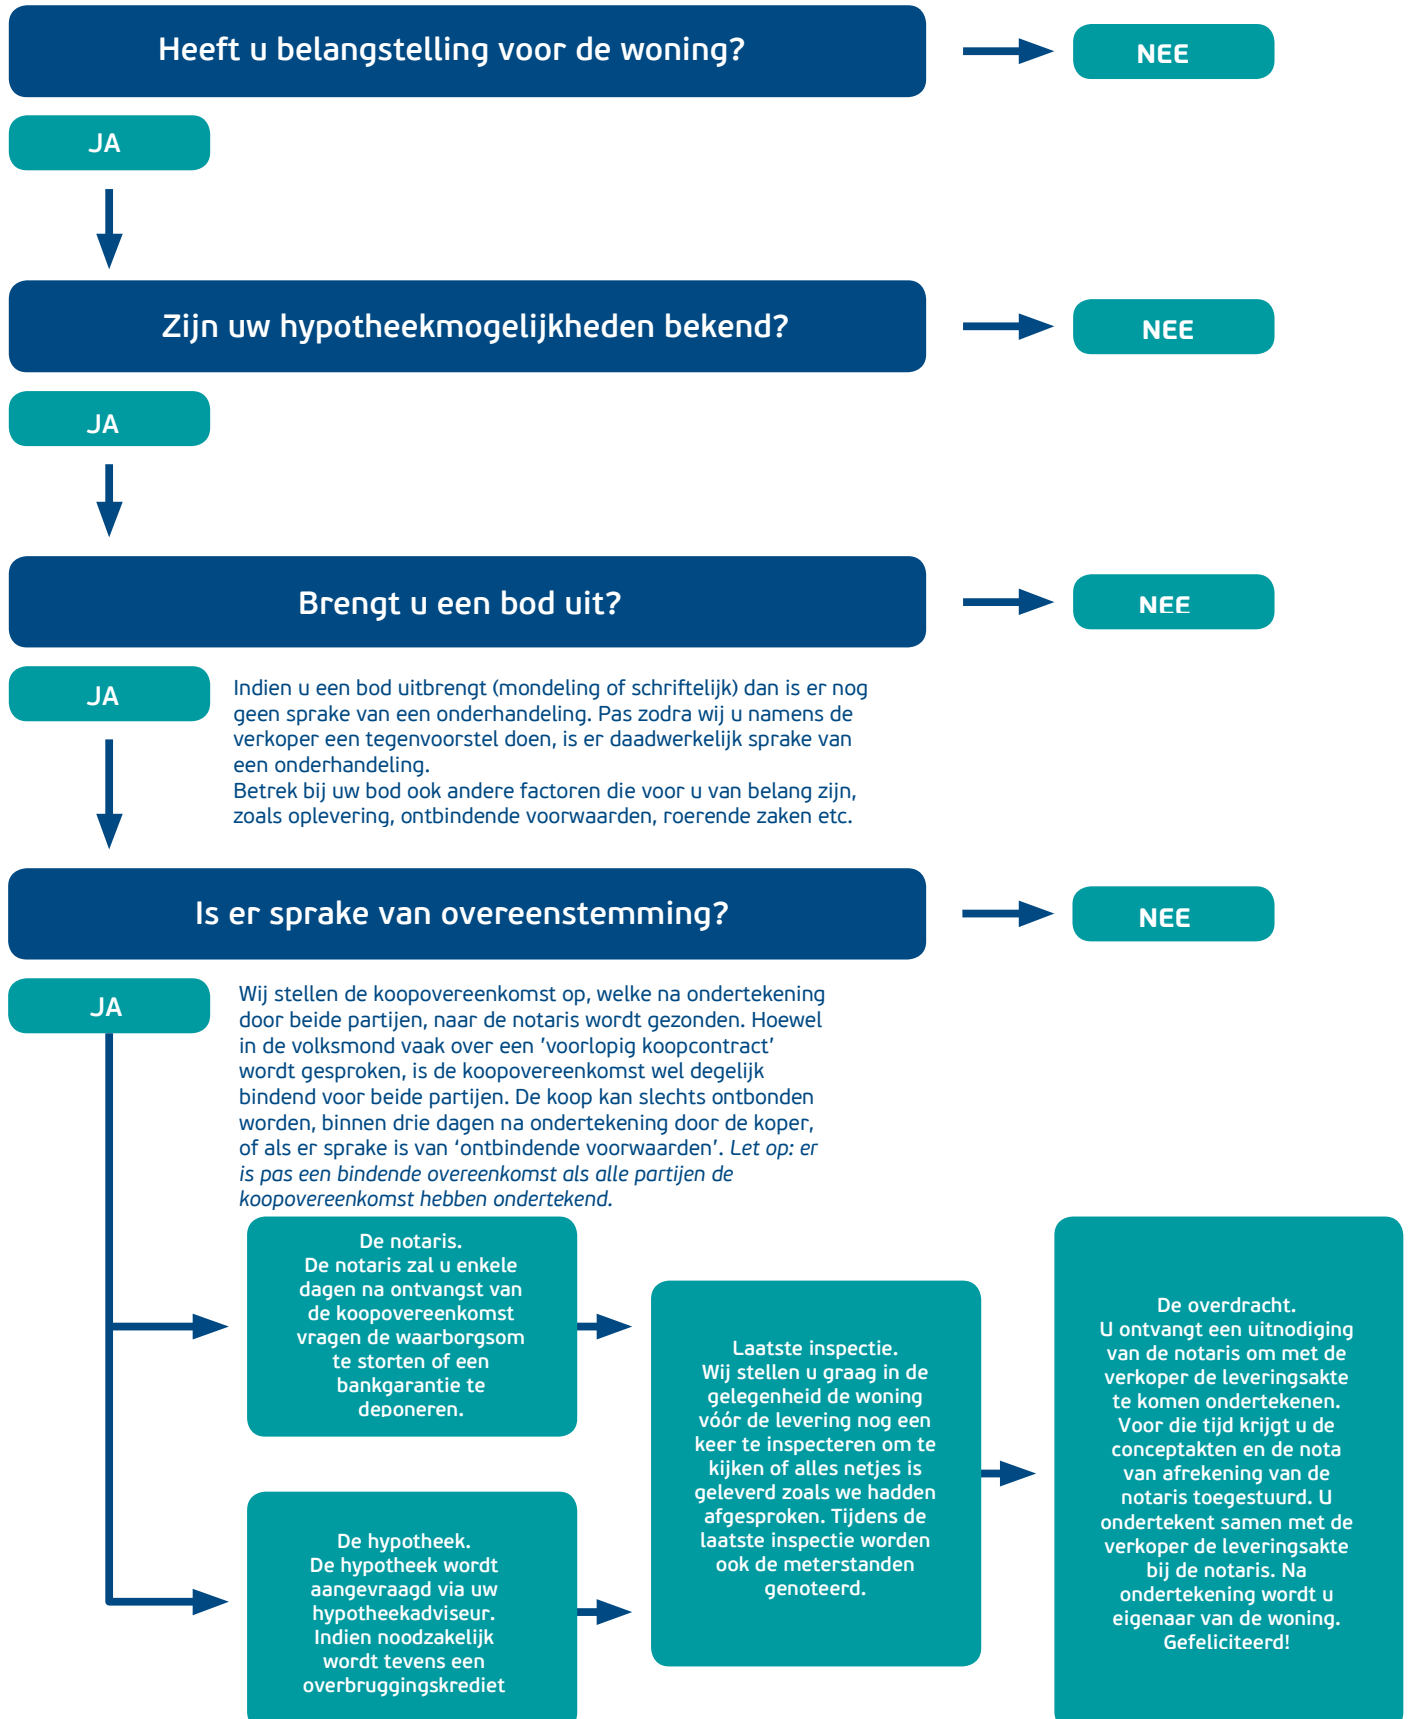 Heeft u belangstelling voor de woning?
NEE
JA
Zijn uw hypotheekmogelijkheden bekend?
NEE
JA
Brengt u een bod uit?
NEE
JA
Indien u een bod uitbrengt (mondeling of schriftelijk) dan is er nog
geen sprake van een onderhandeling. Pas zodra wij u namens de
verkoper een tegenvoorstel doen, is er daadwerkelijk sprake van
een onderhandeling.
Betrek bij uw bod ook andere factoren die voor u van belang zijn,
zoals oplevering, ontbindende voorwaarden, roerende zaken etc.
Is er sprake van overeenstemming?
NEE
JA
Wij stellen de koopovereenkomst op, welke na ondertekening
door beide partijen, naar de notaris wordt gezonden. Hoewel
in de volksmond vaak over een 'voorlopig koopcontract'
wordt gesproken, is de koopovereenkomst wel degelijk
bindend voor beide partijen. De koop kan slechts ontbonden
worden, binnen drie dagen na ondertekening door de koper,
of als er sprake is van ‘ontbindende voorwaarden’. Let op: er
is pas een bindende overeenkomst als alle partijen de
koopovereenkomst hebben ondertekend.
De notaris.
De notaris zal u enkele
dagen na ontvangst van
de koopovereenkomst
vragen de waarborgsom
te storten of een
bankgarantie te
deponeren.
De hypotheek.
De hypotheek wordt
aangevraagd via uw
hypotheekadviseur.
Indien noodzakelijk
wordt tevens een
overbruggingskrediet
Laatste inspectie.
Wij stellen u graag in de
gelegenheid de woning
vóór de levering nog een
keer te inspecteren om te
kijken of alles netjes is
geleverd zoals we hadden
afgesproken. Tijdens de
laatste inspectie worden
ook de meterstanden
genoteerd.
De overdracht.
U ontvangt een uitnodiging
van de notaris om met de
verkoper de leveringsakte
te komen ondertekenen.
Voor die tijd krijgt u de
conceptakten en de nota
van afrekening van de
notaris toegestuurd. U
ondertekent samen met de
verkoper de leveringsakte
bij de notaris. Na
ondertekening wordt u
eigenaar van de woning.
Gefeliciteerd!